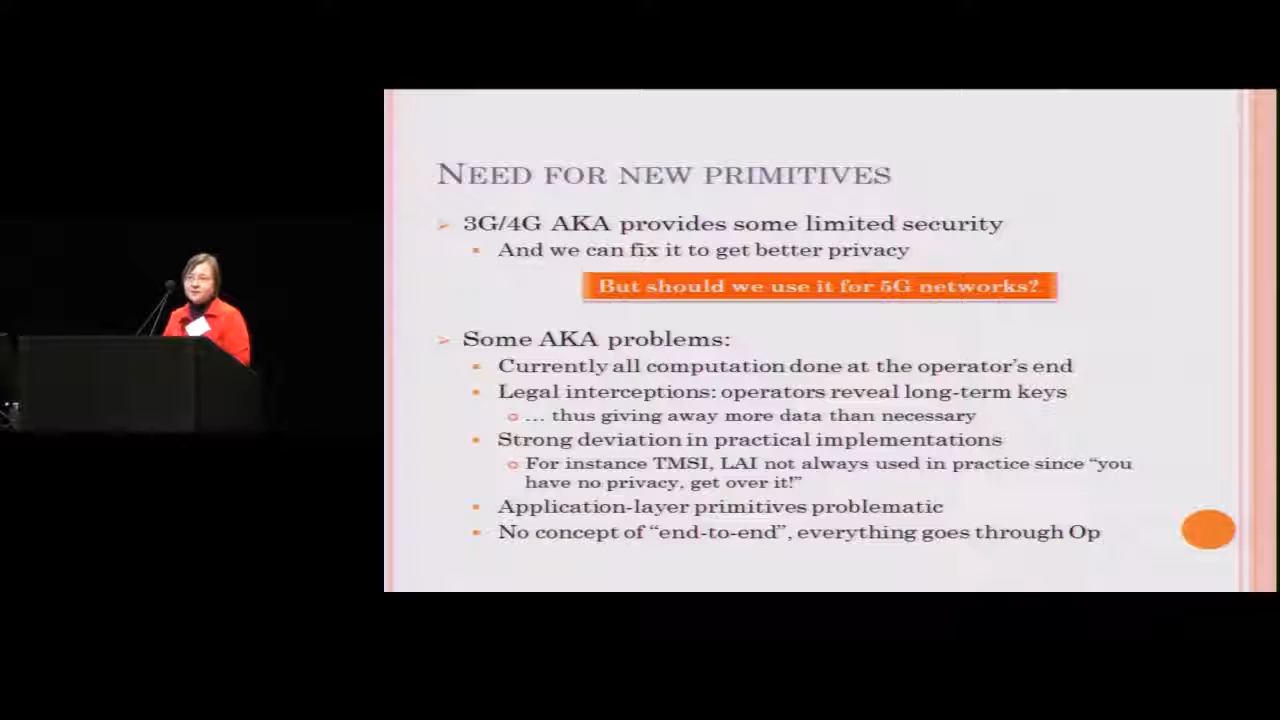 NEED FOR NEW PRIMITIVES
3G/4G AKA provides some limited security
And we can fix it to get better privacy
But should we use it for 5G networks?
Some AKA problems:
Currently all computation done at the operator's end
Legal interceptions: operators reveal long-term keys
... thus giving away more data than necessary
Strong deviation in practical implementations
For instance TMSI, LAI not always used in practice since “you
have no privacy, get over it!”
Application-layer primitives problematic
No concept of “end-to-end”, everything goes through Op